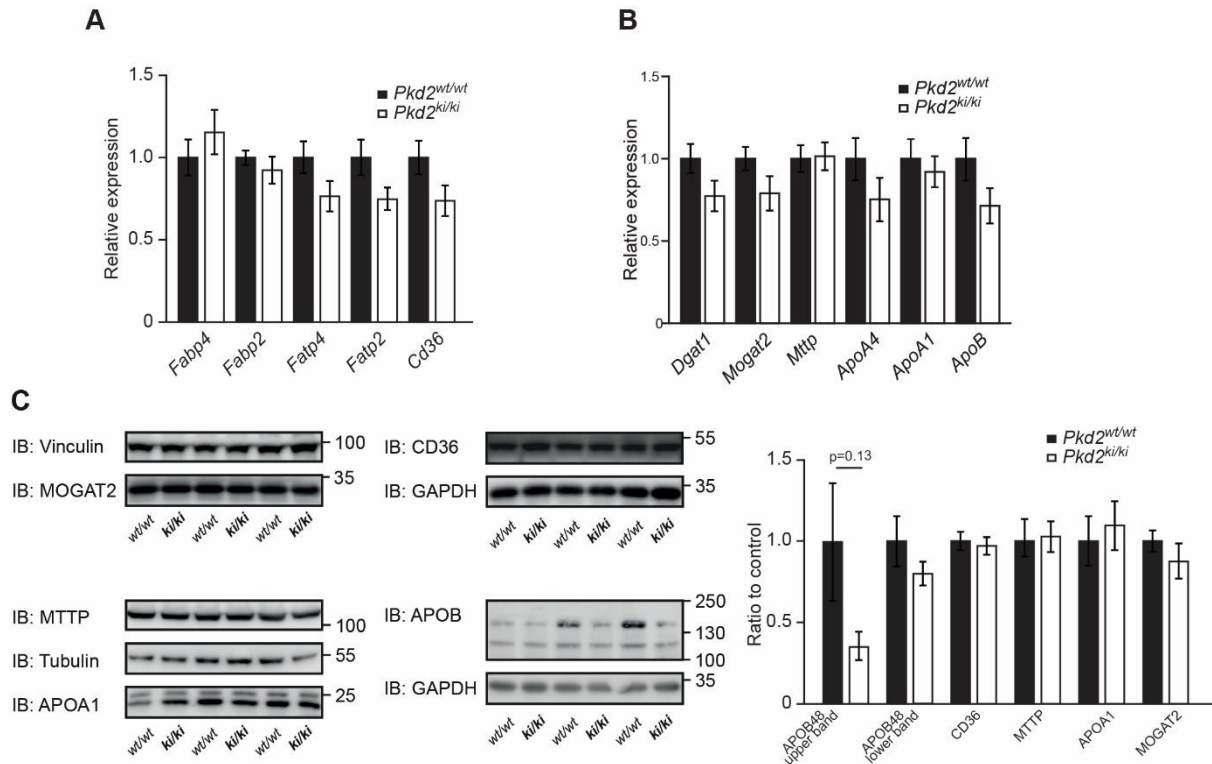 A
Relative expression
1.5
1.0
0.5
0
Pkd2wt/wt
Pkd2ki/ki
Fabp4
Fabp2
Fatp4
Fatp2
Cd36
B
Relative expression
1.5
1.0
0.5
0
Pkd2wt/wt
Pkd2ki/ki
Dgat1
Mogat2
Mttp
ApoA4
ApoA1
ApoB
C
IB: Vinculin
100
IB: MOGAT2
35
wt/wt ki/ki wt/wt ki/ki wt/wt ki/ki
IB: CD36
55
IB: GAPDH
35
wt/wt ki/ki wt/wt ki/ki wt/wt ki/ki
IB: MTTP
100
IB: Tubulin
55
IB: APOA1
25
wt/wt ki/ki wt/wt ki/ki wt/wt ki/ki
IB: APOB
250
130
100
IB: GAPDH
35
wt/wt ki/ki wt/wt ki/ki wt/wt ki/ki
Ratio to control
1.5
1.0
0.5
0
p=0.13
Pkd2wt/wt
Pkd2ki/ki
APOB48
upper band
APOB48
lower band
CD36
MTTP
APOA1
MOGAT2